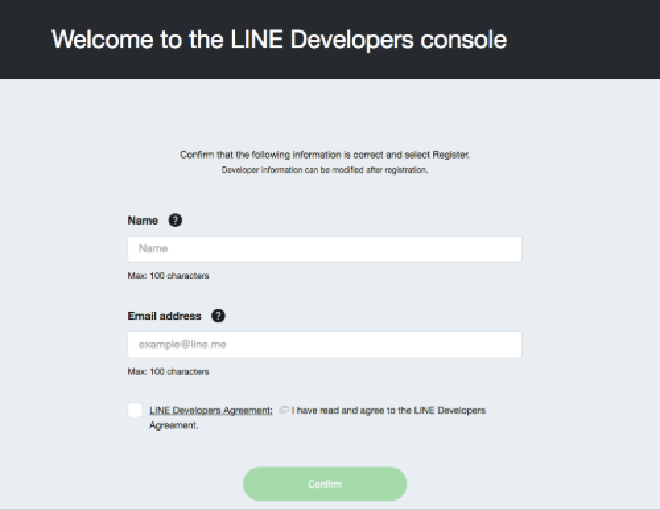 Welcome to the LINE Developers console
Confirm that the following information is correct and select Register.
Developer information can be modified after registration.
Name ?
Name
Max: 100 characters
Email address ?
example@line.me
Max: 100 characters
LINE Developers Agreement: I have read and agree to the LINE Developers
Agreement.
Confirm